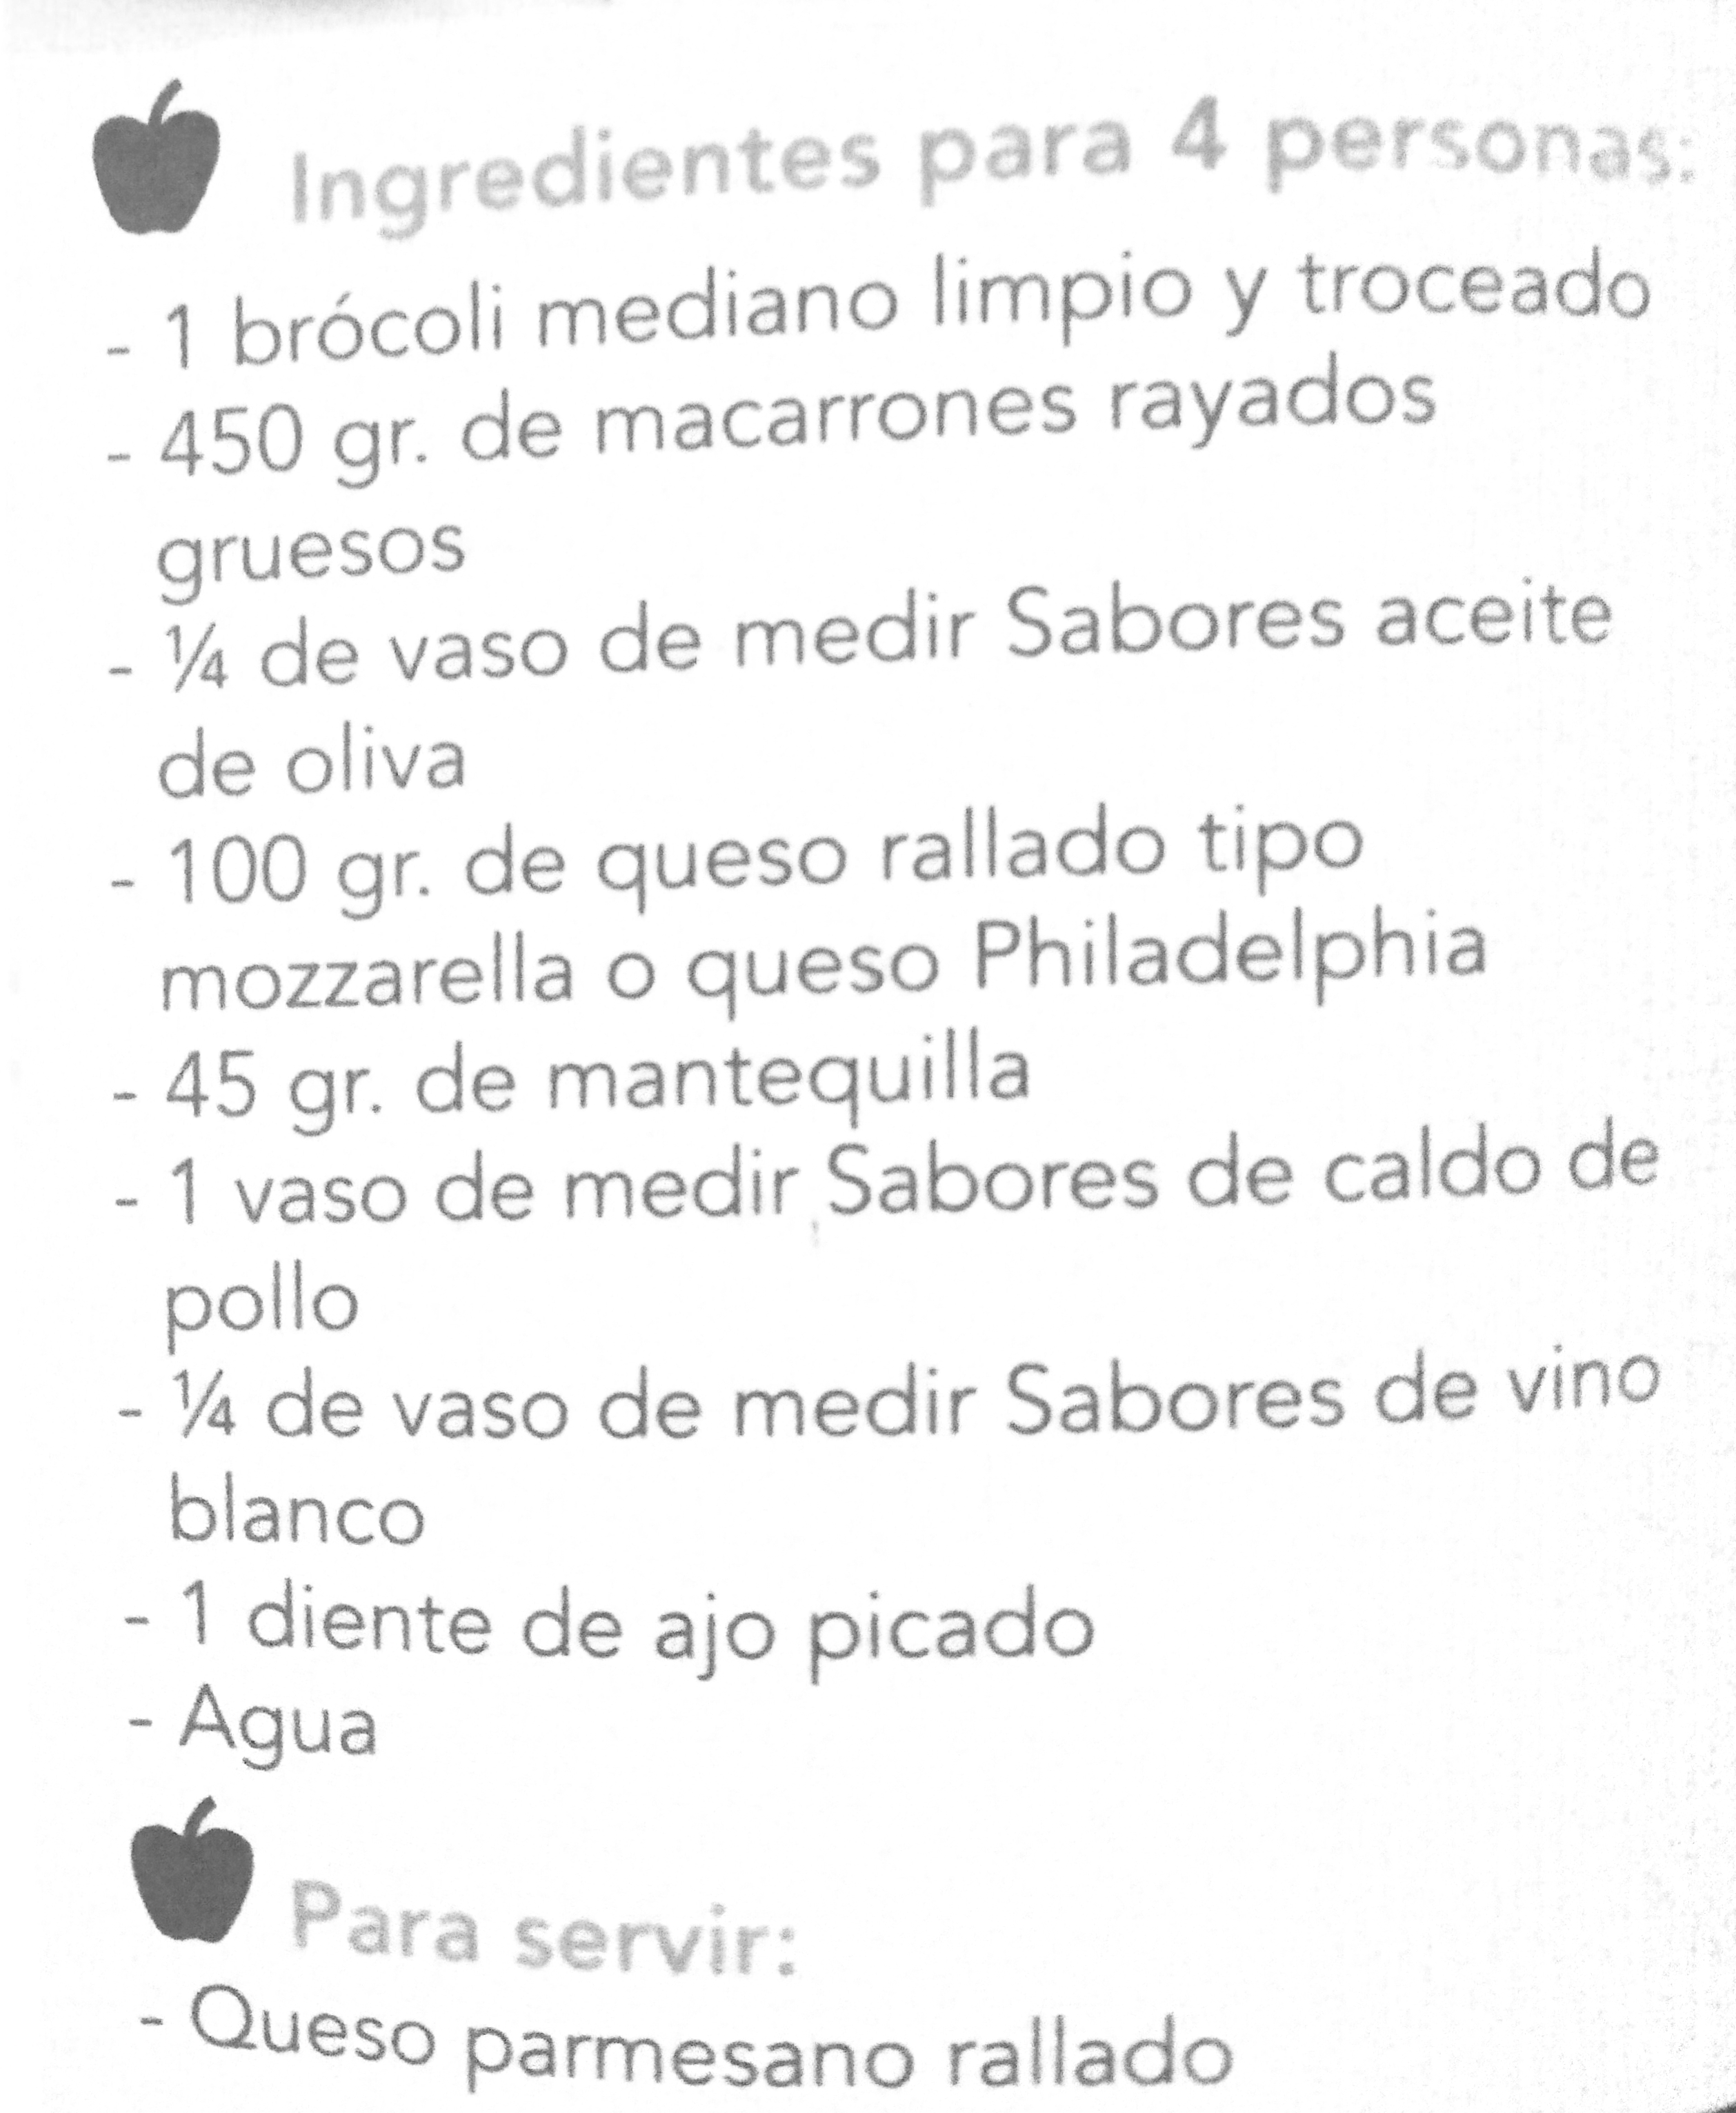 Ingredientes para 4 personas:
- 1 brócoli mediano limpio y troceado
- 450 gr. de macarrones rayados
gruesos
- ¼ de vaso de medir Sabores aceite
de oliva
- 100 gr. de queso rallado tipo
mozzarella o queso Philadelphia
- 45 gr. de mantequilla
- 1 vaso de medir Sabores de caldo de
pollo
- ¼ de vaso de medir Sabores de vino
blanco
- 1 diente de ajo picado
- Agua
Para servir:
- Queso parmesano rallado